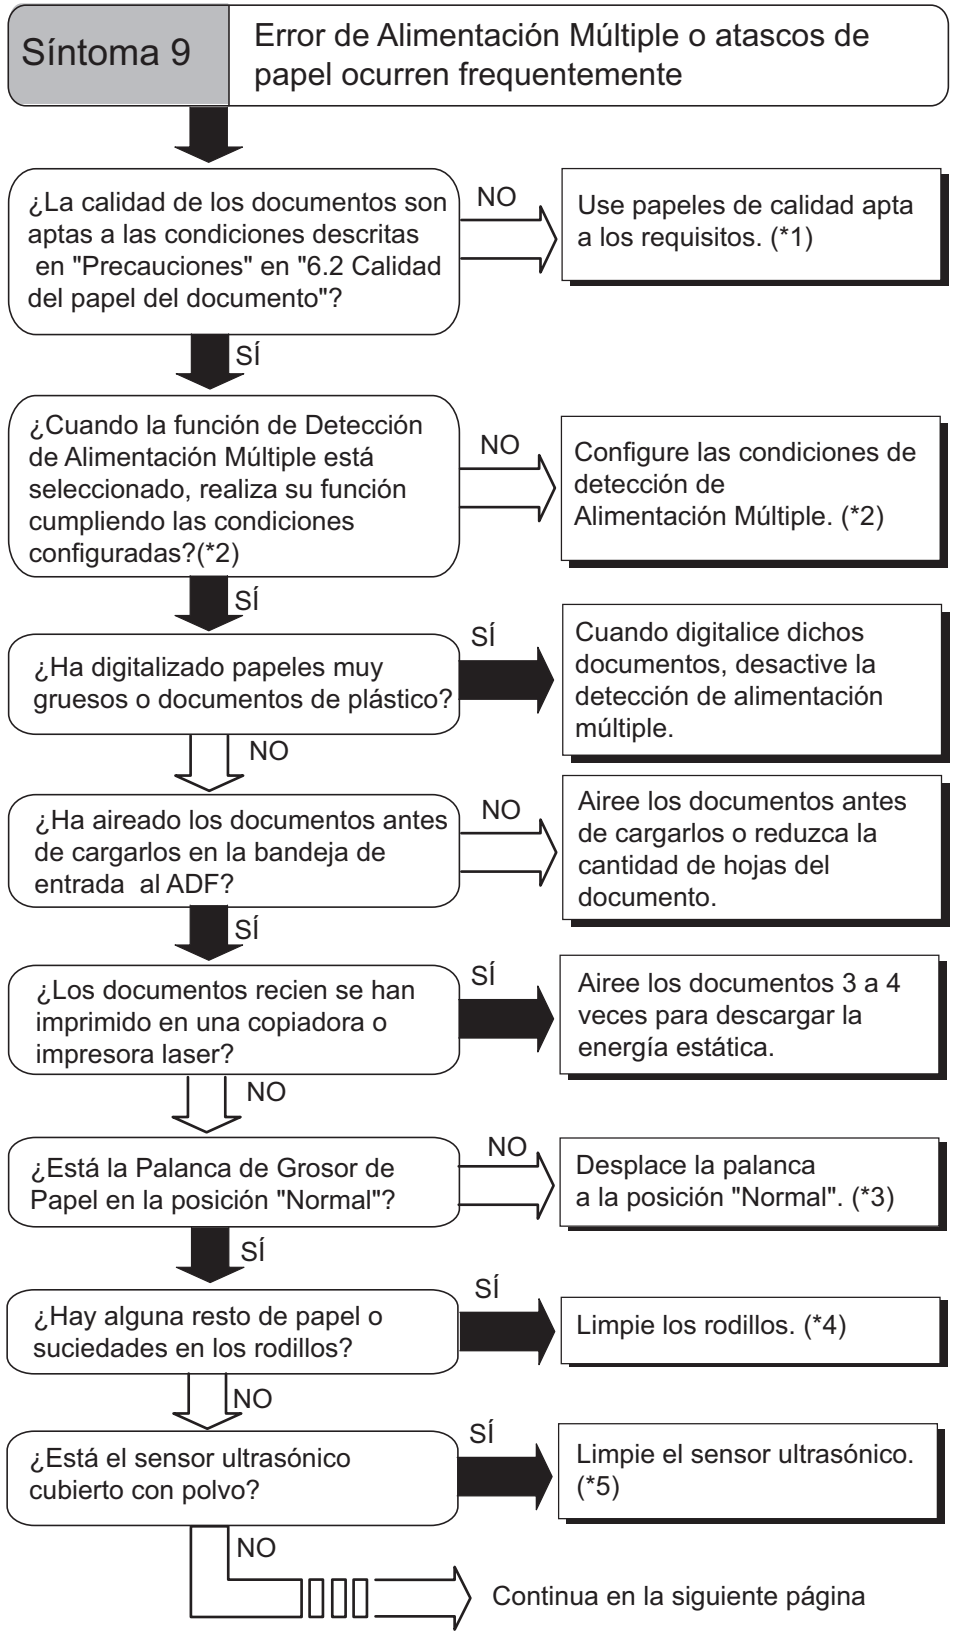 Síntoma 9
Error de Alimentación Múltiple o atascos de
papel ocurren frequentemente
¿La calidad de los documentos son
aptas a las condiciones descritas
en "Precauciones" en "6.2 Calidad
del papel del documento"?
NO
Use papeles de calidad apta
a los requisitos. (*1)
SÍ
¿Cuando la función de Detección
de Alimentación Múltiple está
seleccionado, realiza su función
cumpliendo las condiciones
configuradas?(*2)
NO
Configure las condiciones de
detección de
Alimentación Múltiple. (*2)
SÍ
¿Ha digitalizado papeles muy
gruesos o documentos de plástico?
SÍ
Cuando digitalice dichos
documentos, desactive la
detección de alimentación
múltiple.
NO
¿Ha aireado los documentos antes
de cargarlos en la bandeja de
entrada al ADF?
NO
Airee los documentos antes
de cargarlos o reduzca la
cantidad de hojas del
documento.
SÍ
¿Los documentos recien se han
imprimido en una copiadora o
impresora laser?
SÍ
Airee los documentos 3 a 4
veces para descargar la
energía estática.
NO
¿Está la Palanca de Grosor de
Papel en la posición "Normal"?
NO
Desplace la palanca
a la posición "Normal". (*3)
SÍ
¿Hay alguna resto de papel o
suciedades en los rodillos?
SÍ
Limpie los rodillos. (*4)
NO
¿Está el sensor ultrasónico
cubierto con polvo?
SÍ
Limpie el sensor ultrasónico.
(*5)
NO
Continua en la siguiente página